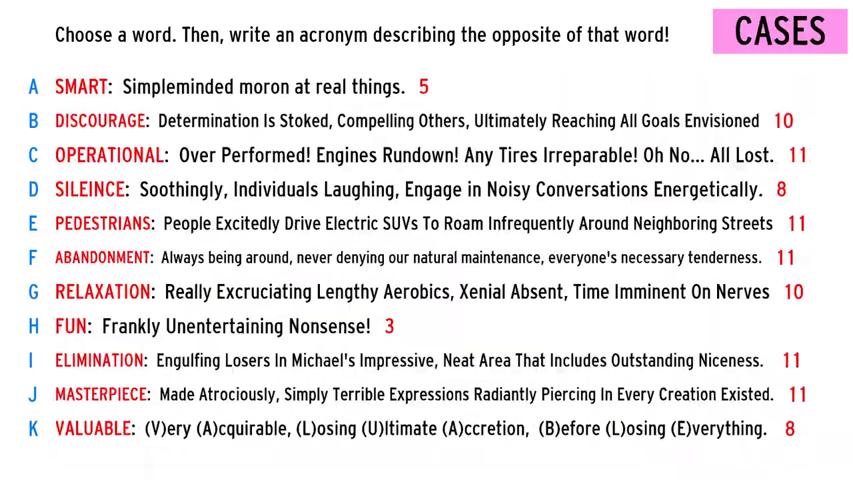 Choose a word. Then, write an acronym describing the opposite of that word!
CASES
A SMART: Simpleminded moron at real things. 5
B DISCOURAGE: Determination Is Stoked, Compelling Others, Ultimately Reaching All Goals Envisioned 10
C OPERATIONAL: Over Performed! Engines Rundown! Any Tires Irreparable! Oh No... All Lost. 11
D SILEINCE: Soothingly, Individuals Laughing, Engage in Noisy Conversations Energetically. 8
E PEDESTRIANS: People Excitedly Drive Electric SUVs To Roam Infrequently Around Neighboring Streets 11
F ABANDONMENT: Always being around, never denying our natural maintenance, everyone's necessary tenderness. 11
G RELAXATION: Really Excruciating Lengthy Aerobics, Xenial Absent, Time Imminent On Nerves 10
H FUN: Frankly Unentertaining Nonsense! 3
I ELIMINATION: Engulfing Losers In Michael's Impressive, Neat Area That Includes Outstanding Niceness. 11
J MASTERPIECE: Made Atrociously, Simply Terrible Expressions Radiantly Piercing In Every Creation Existed. 11
K VALUABLE: (V)ery (A)cquirable, (L)osing (U)ltimate (A)ccretion, (B)efore (L)osing (E)verything. 8